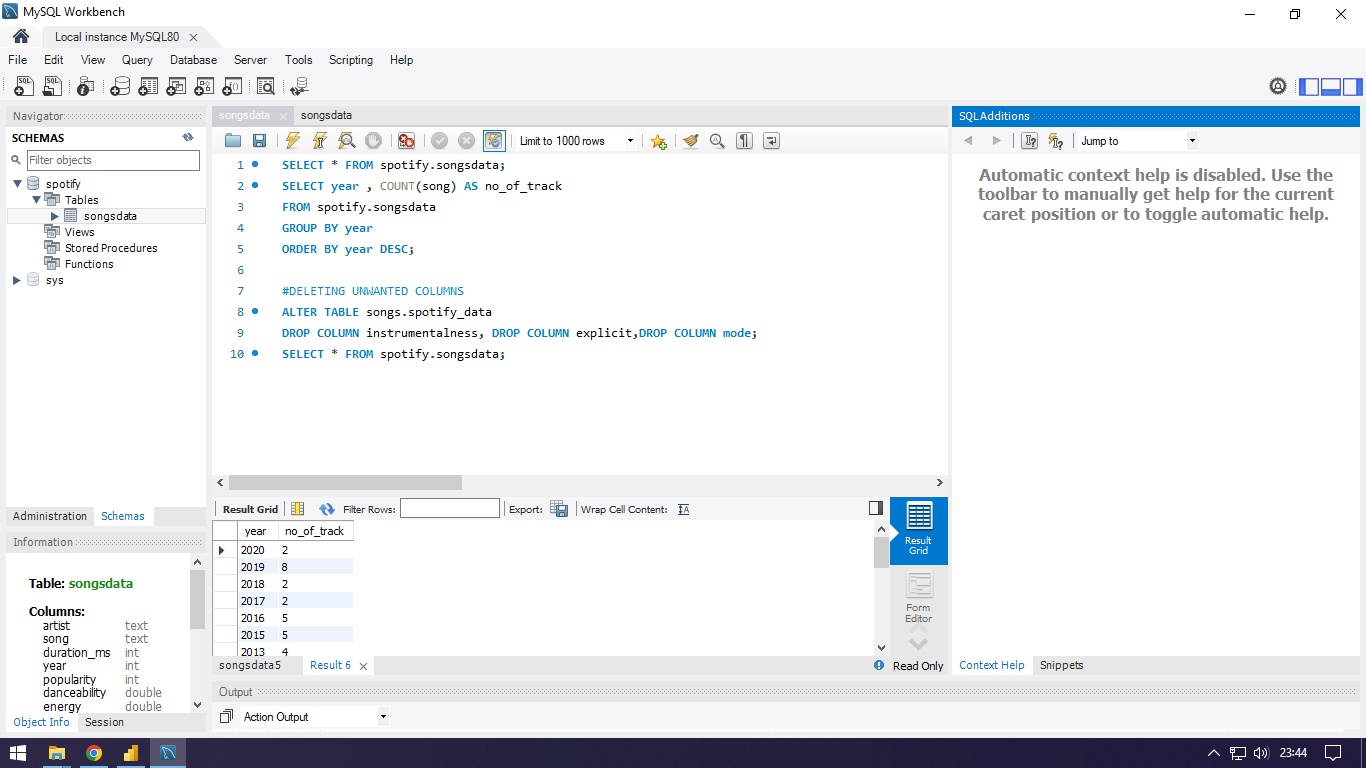 MySQL Workbench
Local instance MySQL80
File Edit View Query Database Server Tools Scripting Help
Navigator
SCHEMAS
Filter objects
spotify
Tables
songsdata
Views
Stored Procedures
Functions
sys
Administration Schemas
Information
Table: songsdata
Columns:
artist text
song text
duration_ms int
year int
popularity int
danceability double
energy double
Object Info Session
songsdata songsdata
Limit to 1000 rows
1 SELECT * FROM spotify.songsdata;
2 SELECT year , COUNT(song) AS no_of_track
3 FROM spotify.songsdata
4 GROUP BY year
5 ORDER BY year DESC;
6
7 #DELETING UNWANTED COLUMNS
8 ALTER TABLE songs.spotify_data
9 DROP COLUMN instrumentalness, DROP COLUMN explicit,DROP COLUMN mode;
10 SELECT * FROM spotify.songsdata;
Result Grid Filter Rows: Export: Wrap Cell Content:
year no_of_track
2020 2
2019 8
2018 2
2017 2
2016 5
2015 5
2013 4
Result Grid
Form Editor
songsdata5 Result 6 Read Only
Output
Action Output
SQLAdditions
Jump to
Automatic context help is disabled. Use the
toolbar to manually get help for the current
caret position or to toggle automatic help.
Context Help Snippets
23:44